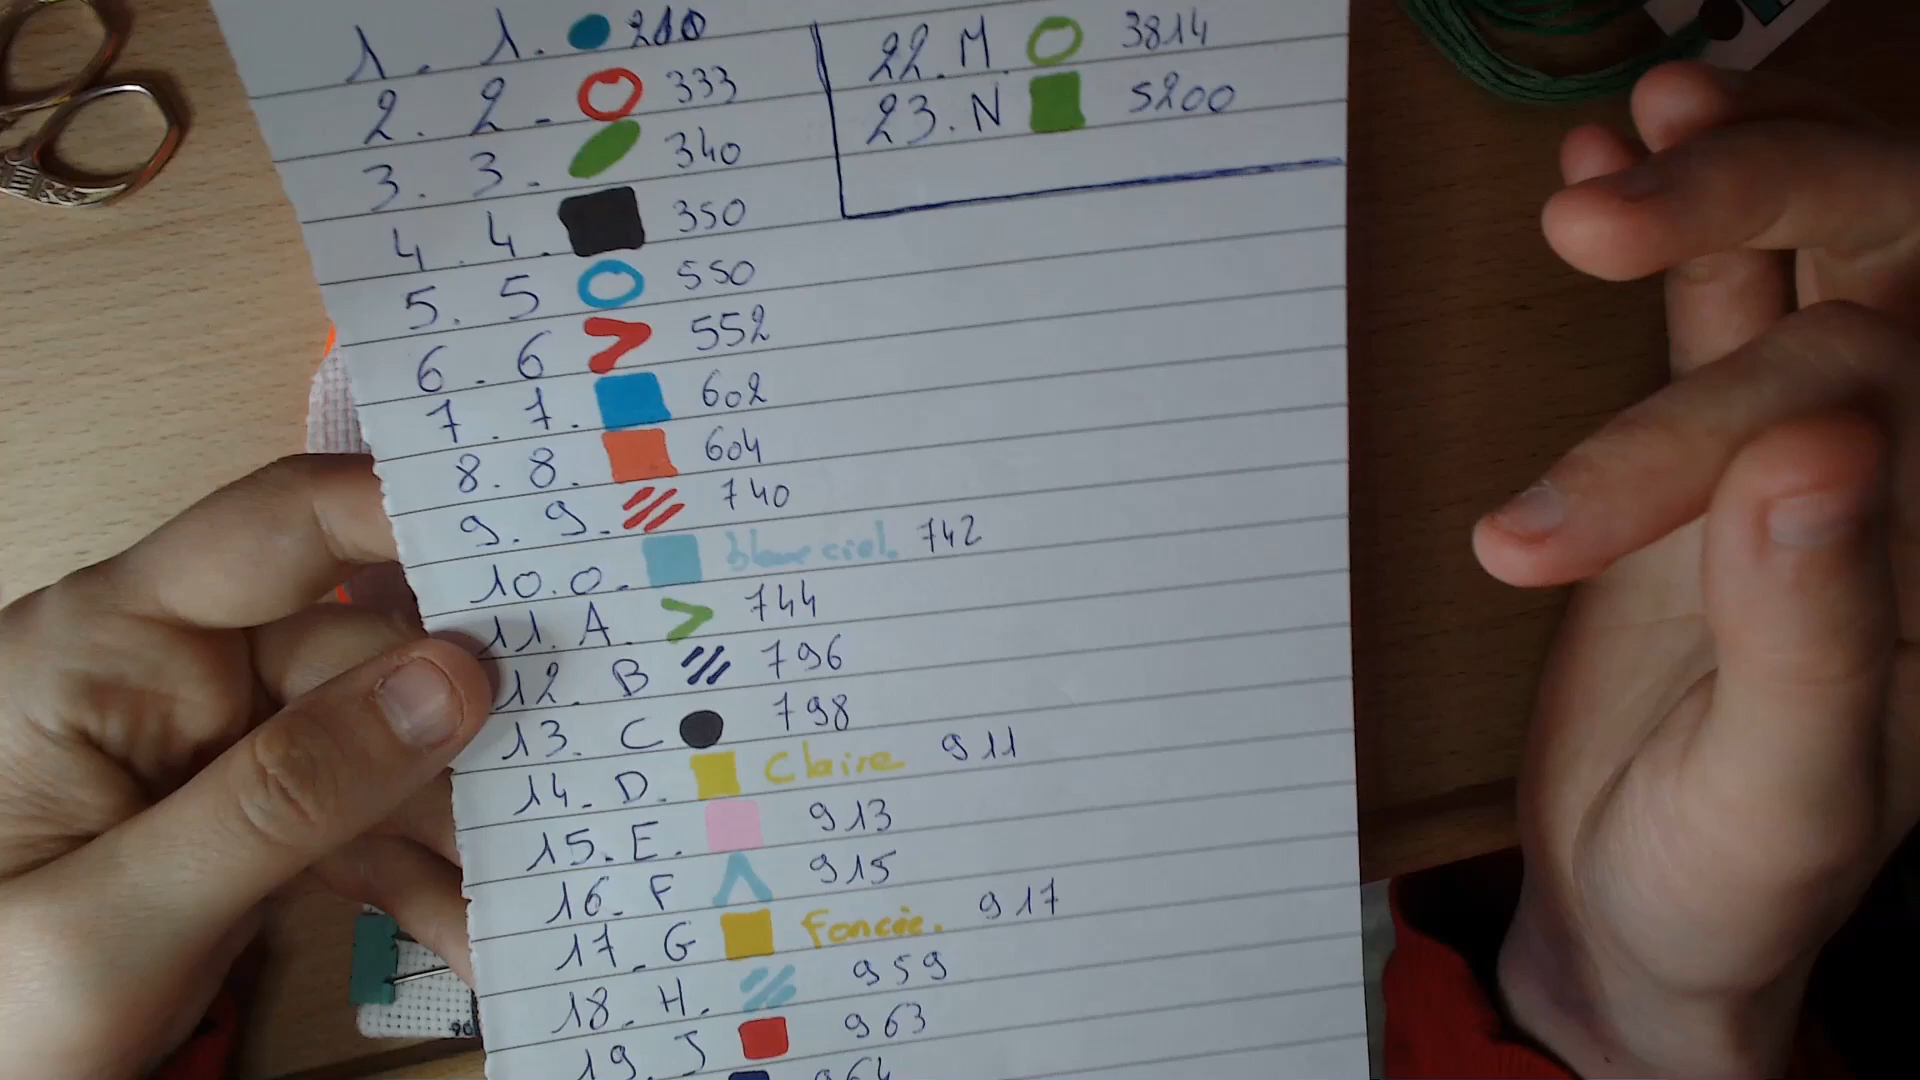 1. 1. 210
2. 2. 333
3. 3. 340
4. 4. 350
5. 5 550
6. 6 552
7. 7. 602
8. 8. 604
9. 9. 740
10. 0. bleu ciel. 742
11. A. 744
12. B 796
13. C 798
14. D. Claire 911
15. E. 913
16. F 915
17. G Foncée. 917
18. H. 959
19. J 963
964
22. M 3814
23. N 5200